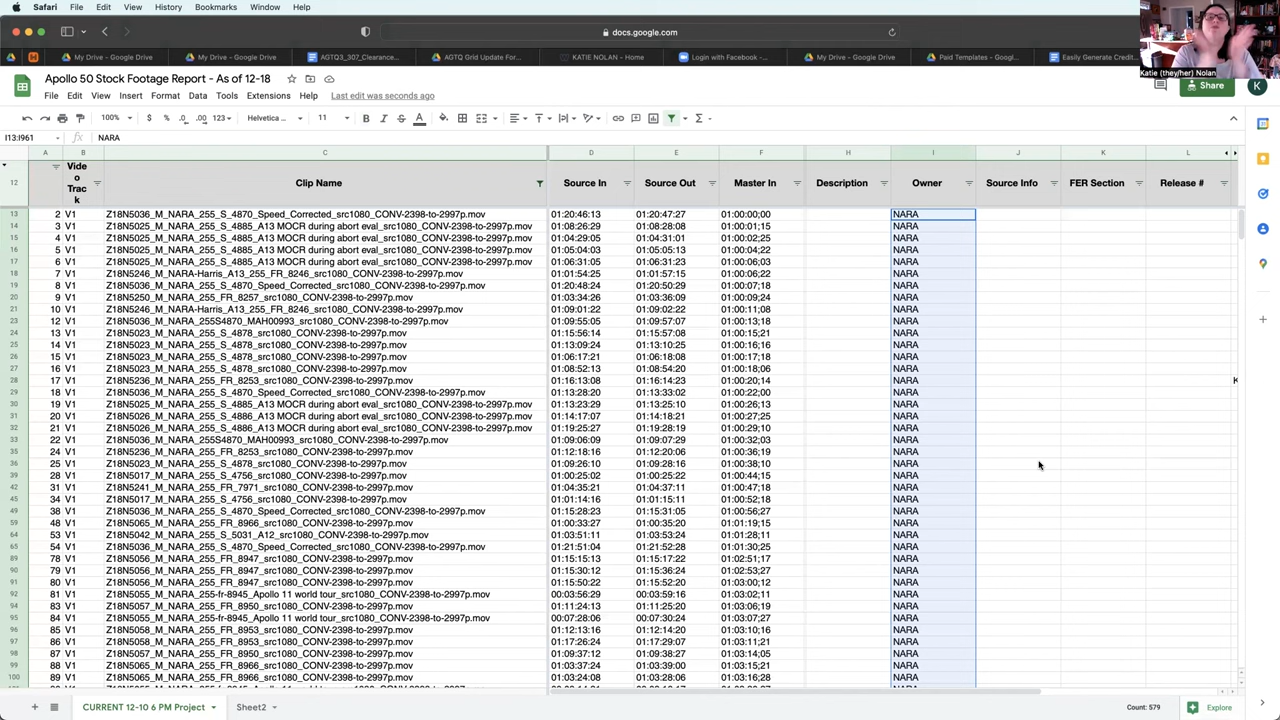 Safari File Edit View History Bookmarks Window Help
docs.google.com
My Drive - Google Drive My Drive - Google Drive AGTQ3_307_Clearance... AGTQ Grid Update for... KATIE NOLAN - Home Login with Facebook -... My Drive - Google Drive Paid Templates - Googl... Easily Generate Credit...
Katie (they/her) Nolan
Apollo 50 Stock Footage Report - As of 12-18
Share
K
File Edit View Insert Format Data Tools Extensions Help Last edit was seconds ago
100% $ % .0 .00 123 Helvetica ... 11 B I S A
I13:I961 fx NARA
A B C D E F H I J K L
12 Video Track Clip Name Source In Source Out Master In Description Owner Source Info FER Section Release #
13 2 V1 Z18N5036_M_NARA_255_S_4870_Speed_Corrected_src1080_CONV-2398-to-2997p.mov 01:20:46:13 01:20:47:27 01:00:00;00 NARA
14 3 V1 Z18N5025_M_NARA_255_S_4885_A13 MOCR during abort eval_src1080_CONV-2398-to-2997p.mov 01:08:26:29 01:08:28:08 01:00:01;15 NARA
15 4 V1 Z18N5025_M_NARA_255_S_4885_A13 MOCR during abort eval_src1080_CONV-2398-to-2997p.mov 01:04:29:05 01:04:31:01 01:00:02;25 NARA
16 5 V1 Z18N5025_M_NARA_255_S_4885_A13 MOCR during abort eval_src1080_CONV-2398-to-2997p.mov 01:05:04:03 01:05:05:13 01:00:04;22 NARA
17 6 V1 Z18N5025_M_NARA_255_S_4885_A13 MOCR during abort eval_src1080_CONV-2398-to-2997p.mov 01:06:31:05 01:06:31:23 01:00:06;03 NARA
18 7 V1 Z18N5246_M_NARA-Harris_A13_255_FR_8246_src1080_CONV-2398-to-2997p.mov 01:01:54:25 01:01:57:15 01:00:06;22 NARA
19 8 V1 Z18N5036_M_NARA_255_S_4870_Speed_Corrected_src1080_CONV-2398-to-2997p.mov 01:20:48:24 01:20:50:29 01:00:07;18 NARA
20 9 V1 Z18N5250_M_NARA_255_FR_8257_src1080_CONV-2398-to-2997p.mov 01:03:34:26 01:03:36:09 01:00:09;24 NARA
21 10 V1 Z18N5246_M_NARA-Harris_A13_255_FR_8246_src1080_CONV-2398-to-2997p.mov 01:09:01:02 01:09:02:22 01:00:11;08 NARA
23 12 V1 Z18N5036_M_NARA_255S4870_MAH00993_src1080_CONV-2398-to-2997p.mov 01:09:55:05 01:09:57:07 01:00:13;18 NARA
24 13 V1 Z18N5023_M_NARA_255_S_4878_src1080_CONV-2398-to-2997p.mov 01:15:56:14 01:15:57:08 01:00:15;21 NARA
25 14 V1 Z18N5023_M_NARA_255_S_4878_src1080_CONV-2398-to-2997p.mov 01:13:09:24 01:13:10:25 01:00:16;16 NARA
26 15 V1 Z18N5023_M_NARA_255_S_4878_src1080_CONV-2398-to-2997p.mov 01:06:17:21 01:06:18:08 01:00:17;18 NARA
27 16 V1 Z18N5023_M_NARA_255_S_4878_src1080_CONV-2398-to-2997p.mov 01:08:52:13 01:08:54:20 01:00:18;06 NARA
28 17 V1 Z18N5236_M_NARA_255_FR_8253_src1080_CONV-2398-to-2997p.mov 01:16:13:08 01:16:14:23 01:00:20;14 NARA K
29 18 V1 Z18N5036_M_NARA_255_S_4870_Speed_Corrected_src1080_CONV-2398-to-2997p.mov 01:13:28:20 01:13:33:02 01:00:22;00 NARA
30 19 V1 Z18N5025_M_NARA_255_S_4885_A13 MOCR during abort eval_src1080_CONV-2398-to-2997p.mov 01:13:23:29 01:13:25:10 01:00:26;13 NARA
31 20 V1 Z18N5026_M_NARA_255_S_4886_A13 MOCR during abort eval_src1080_CONV-2398-to-2997p.mov 01:14:17:07 01:14:18:21 01:00:27;25 NARA
32 21 V1 Z18N5026_M_NARA_255_S_4886_A13 MOCR during abort eval_src1080_CONV-2398-to-2997p.mov 01:19:25:27 01:19:28:19 01:00:29;10 NARA
33 22 V1 Z18N5036_M_NARA_255S4870_MAH00993_src1080_CONV-2398-to-2997p.mov 01:09:06:09 01:09:07:29 01:00:32;03 NARA
35 24 V1 Z18N5236_M_NARA_255_FR_8253_src1080_CONV-2398-to-2997p.mov 01:12:18:16 01:12:20:06 01:00:36;19 NARA
36 25 V1 Z18N5023_M_NARA_255_S_4878_src1080_CONV-2398-to-2997p.mov 01:09:26:10 01:09:28:16 01:00:38;10 NARA
39 28 V1 Z18N5017_M_NARA_255_S_4756_src1080_CONV-2398-to-2997p.mov 01:00:25:02 01:00:25:22 01:00:44;15 NARA
42 31 V1 Z18N5241_M_NARA_255_FR_7971_src1080_CONV-2398-to-2997p.mov 01:04:35:21 01:04:37:11 01:00:47;18 NARA
45 34 V1 Z18N5017_M_NARA_255_S_4756_src1080_CONV-2398-to-2997p.mov 01:01:14:16 01:01:15:11 01:00:52;18 NARA
49 38 V1 Z18N5036_M_NARA_255_S_4870_Speed_Corrected_src1080_CONV-2398-to-2997p.mov 01:15:28:23 01:15:31:05 01:00:56;27 NARA
59 48 V1 Z18N5065_M_NARA_255_FR_8966_src1080_CONV-2398-to-2997p.mov 01:00:33:27 01:00:35:20 01:01:19;15 NARA
64 53 V1 Z18N5042_M_NARA_255_S_5031_A12_src1080_CONV-2398-to-2997p.mov 01:03:51:11 01:03:53:24 01:01:28;11 NARA
65 54 V1 Z18N5036_M_NARA_255_S_4870_Speed_Corrected_src1080_CONV-2398-to-2997p.mov 01:21:51:04 01:21:52:28 01:01:30;25 NARA
89 78 V1 Z18N5056_M_NARA_255_FR_8947_src1080_CONV-2398-to-2997p.mov 01:15:15:13 01:15:17:22 01:02:51;17 NARA
90 79 V1 Z18N5056_M_NARA_255_FR_8947_src1080_CONV-2398-to-2997p.mov 01:15:30:12 01:15:36:24 01:02:53;27 NARA
91 80 V1 Z18N5056_M_NARA_255_FR_8947_src1080_CONV-2398-to-2997p.mov 01:15:50:22 01:15:52:20 01:03:00;12 NARA
92 81 V1 Z18N5055_M_NARA_255-fr-8945_Apollo 11 world tour_src1080_CONV-2398-to-2997p.mov 00:03:56:29 00:03:59:16 01:03:02;11 NARA
94 83 V1 Z18N5057_M_NARA_255_FR_8950_src1080_CONV-2398-to-2997p.mov 01:11:24:13 01:11:25:20 01:03:06;19 NARA
95 84 V1 Z18N5055_M_NARA_255-fr-8945_Apollo 11 world tour_src1080_CONV-2398-to-2997p.mov 00:07:28:06 00:07:30:24 01:03:07;27 NARA
96 85 V1 Z18N5058_M_NARA_255_FR_8953_src1080_CONV-2398-to-2997p.mov 01:12:13:16 01:12:14:20 01:03:10;16 NARA
97 86 V1 Z18N5058_M_NARA_255_FR_8953_src1080_CONV-2398-to-2997p.mov 01:17:26:24 01:17:29:07 01:03:11;21 NARA
98 87 V1 Z18N5057_M_NARA_255_FR_8950_src1080_CONV-2398-to-2997p.mov 01:09:37:12 01:09:38:27 01:03:14;05 NARA
99 88 V1 Z18N5065_M_NARA_255_FR_8966_src1080_CONV-2398-to-2997p.mov 01:03:37:24 01:03:39:00 01:03:15;21 NARA
100 89 V1 Z18N5065_M_NARA_255_FR_8966_src1080_CONV-2398-to-2997p.mov 01:03:24:08 01:03:26:06 01:03:16;28 NARA
CURRENT 12-10 6 PM Project Sheet2 Count: 579 Explore